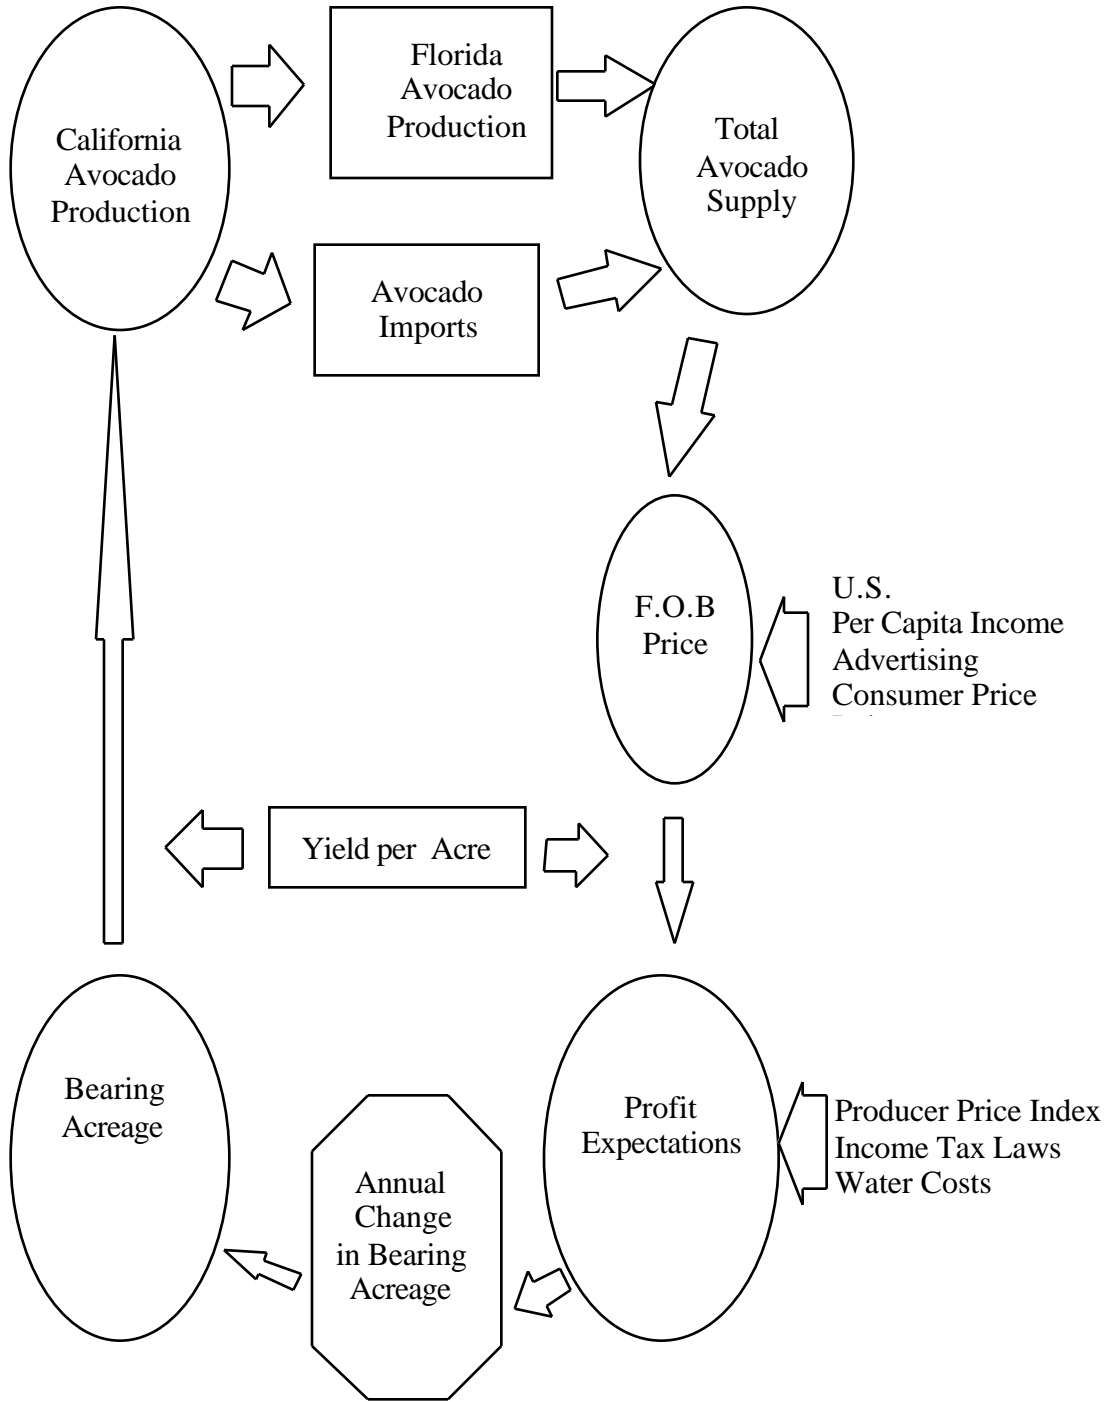 California
Avocado
Production
Florida
Avocado
Production
Total
Avocado
Supply
Avocado
Imports
F.O.B
Price
U.S.
Per Capita Income
Advertising
Consumer Price
Yield per Acre
Bearing
Acreage
Annual
Change
in Bearing
Acreage
Profit
Expectations
Producer Price Index
Income Tax Laws
Water Costs